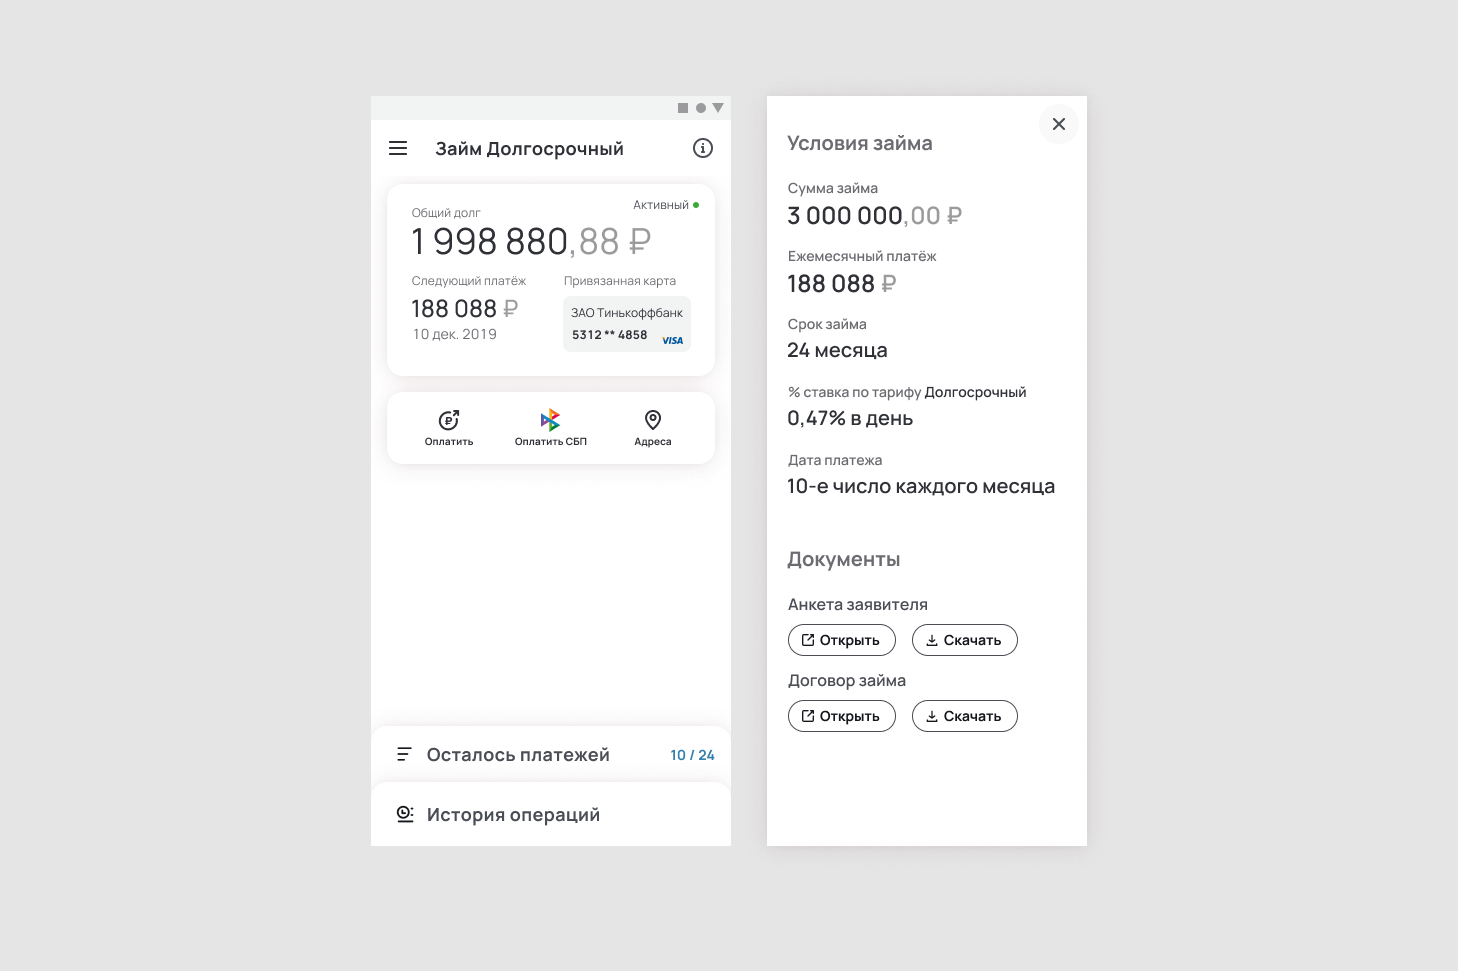 Займ Долгосрочный
Активный
Общий долг
1 998 880,88 ₽
Следующий платёж
188 088 ₽
10 дек. 2019
Привязанная карта
ЗАО Тинькоффбанк
5312 ** 4858
VISA
Оплатить
Оплатить СБП
Адреса
Осталось платежей
10 / 24
История операций
Условия займа
Сумма займа
3 000 000,00 ₽
Ежемесячный платёж
188 088 ₽
Срок займа
24 месяца
% ставка по тарифу Долгосрочный
0,47% в день
Дата платежа
10-е число каждого месяца
Документы
Анкета заявителя
Открыть
Скачать
Договор займа
Открыть
Скачать